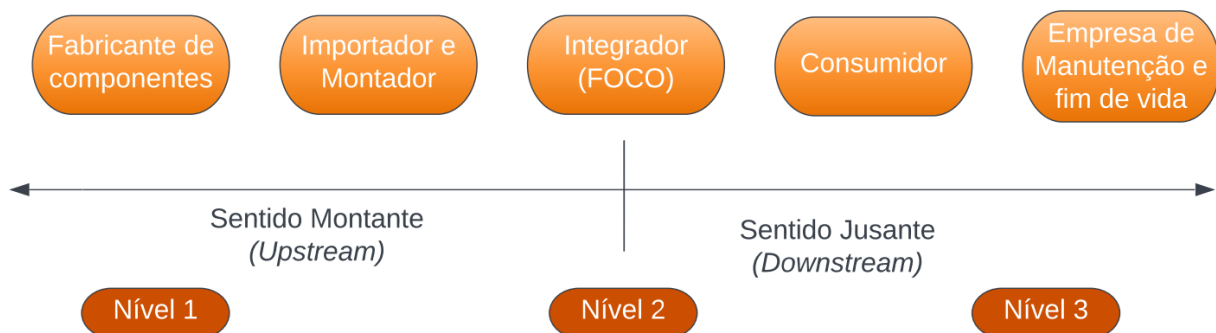 Fabricante de
componentes
Importador e
Montador
Integrador
(FOCO)
Consumidor
Empresa de
Manutenção e
fim de vida
Sentido Montante
(Upstream)
Sentido Jusante
(Downstream)
Nível 1
Nível 2
Nível 3